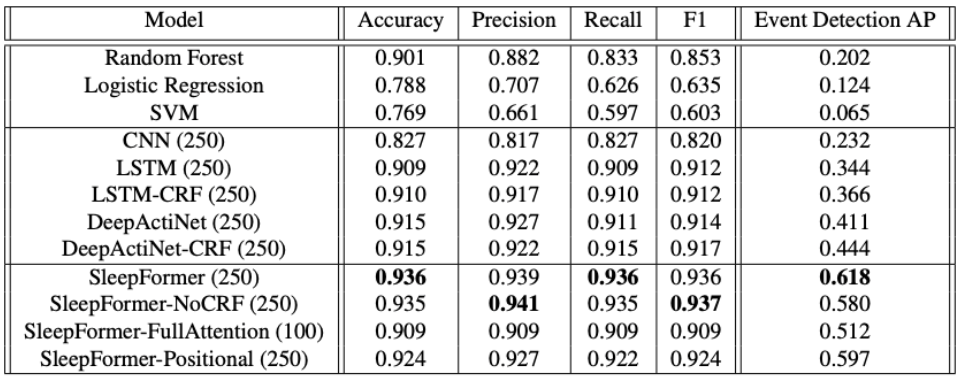 Model Accuracy Precision Recall F1 Event Detection AP
Random Forest 0.901 0.882 0.833 0.853 0.202
Logistic Regression 0.788 0.707 0.626 0.635 0.124
SVM 0.769 0.661 0.597 0.603 0.065
CNN (250) 0.827 0.817 0.827 0.820 0.232
LSTM (250) 0.909 0.922 0.909 0.912 0.344
LSTM-CRF (250) 0.910 0.917 0.910 0.912 0.366
DeepActiNet (250) 0.915 0.927 0.911 0.914 0.411
DeepActiNet-CRF (250) 0.915 0.922 0.915 0.917 0.444
SleepFormer (250) 0.936 0.939 0.936 0.936 0.618
SleepFormer-NoCRF (250) 0.935 0.941 0.935 0.937 0.580
SleepFormer-FullAttention (100) 0.909 0.909 0.909 0.909 0.512
SleepFormer-Positional (250) 0.924 0.927 0.922 0.924 0.597